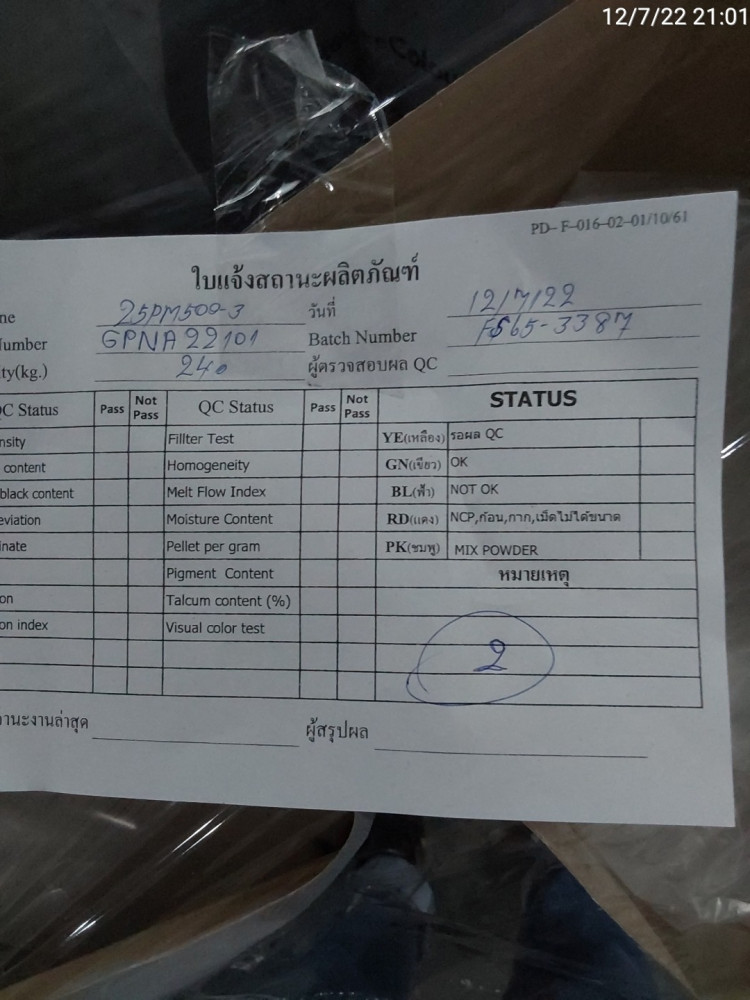 12/7/22 21:01
PD-F-016-02-01/10/61
ใบแจ้งสถานะผลิตภัณฑ์
me 25PM509-3 วันที่ 12/7/22
umber GPNA22101 Batch Number FS65-3387
ty(kg.) 240 ผู้ตรวจสอบผล QC
QC Status Pass Not Pass QC Status Pass Not Pass STATUS
nsity Fillter Test YE(เหลือง) รอผล QC
content Homogeneity GN(เขียว) OK
black content Melt Flow Index BL(ฟ้า) NOT OK
eviation Moisture Content RD(แดง) NCP,ก้อน,กาก,เม็ดไม่ได้ขนาด
nate Pellet per gram PK(ชมพู) MIX POWDER
Pigment Content หมายเหตุ
on Talcum content (%)
on index Visual color test
2
านะงานล่าสุด ผู้สรุปผล